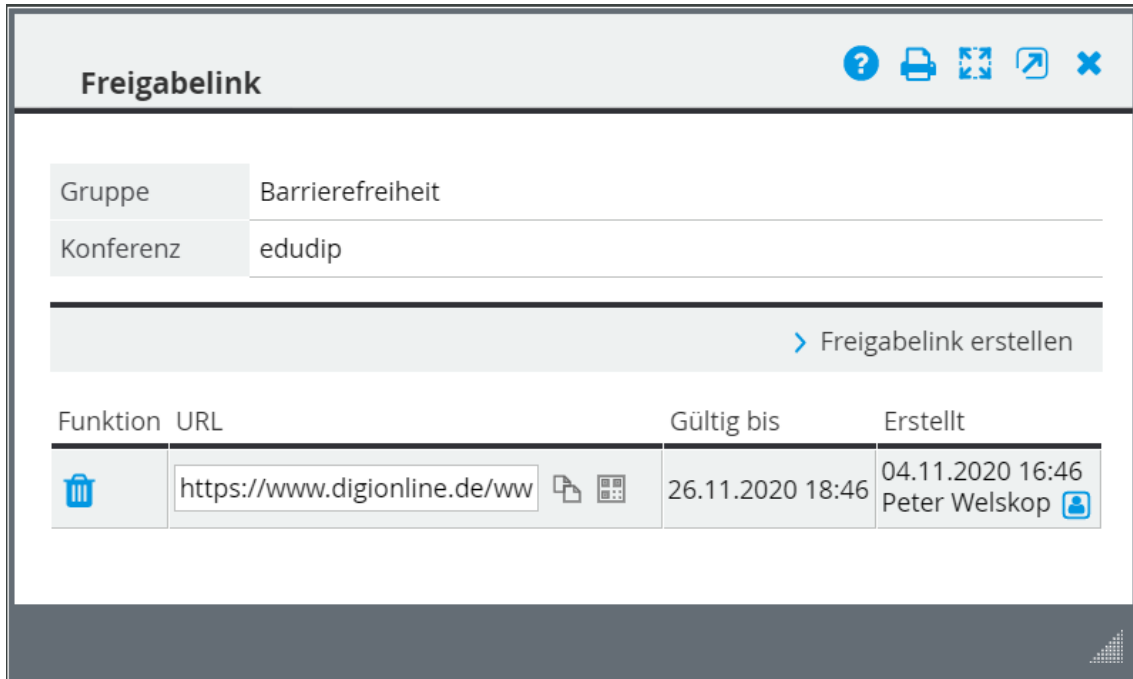 Freigabelink
Gruppe Barrierefreiheit
Konferenz edudip
Freigabelink erstellen
Funktion URL Gültig bis Erstellt
https://www.digionline.de/ww 26.11.2020 18:46 04.11.2020 16:46
Peter Welskop